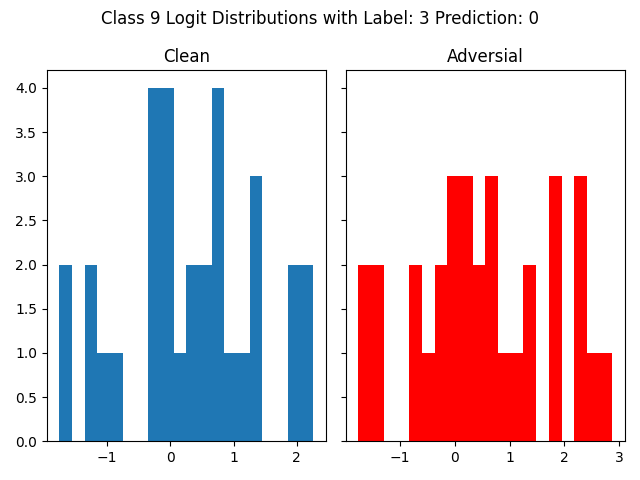 Class 9 Logit Distributions with Label: 3 Prediction: 0
Clean
Adversial
4.0
3.5
3.0
2.5
2.0
1.5
1.0
0.5
0.0
−1 0 1 2
−1 0 1 2 3